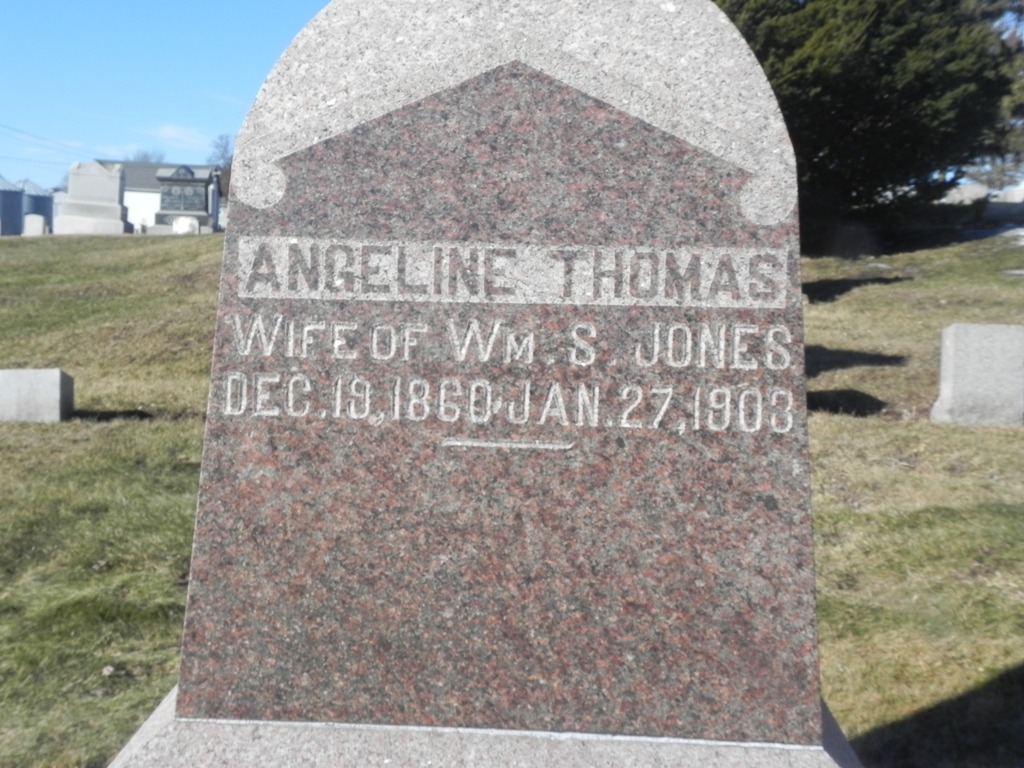 ANGELINE THOMAS
WIFE OF WM. S. JONES
DEC. 19, 1860-JAN. 27, 1903